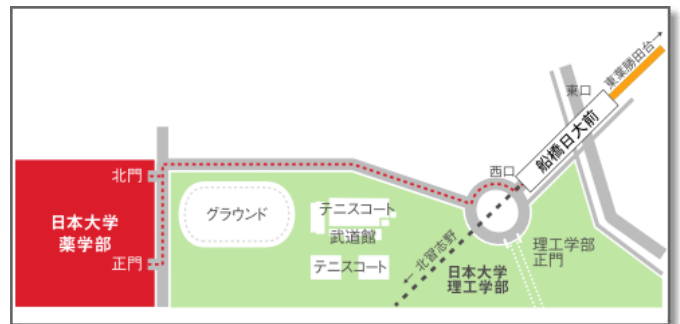 東葉勝田台→
東口
船橋日大前
西口
北門
日本大学
薬学部
正門
グラウンド
テニスコート
武道館
テニスコート
←北習志野
日本大学
理工学部
理工学部
正門